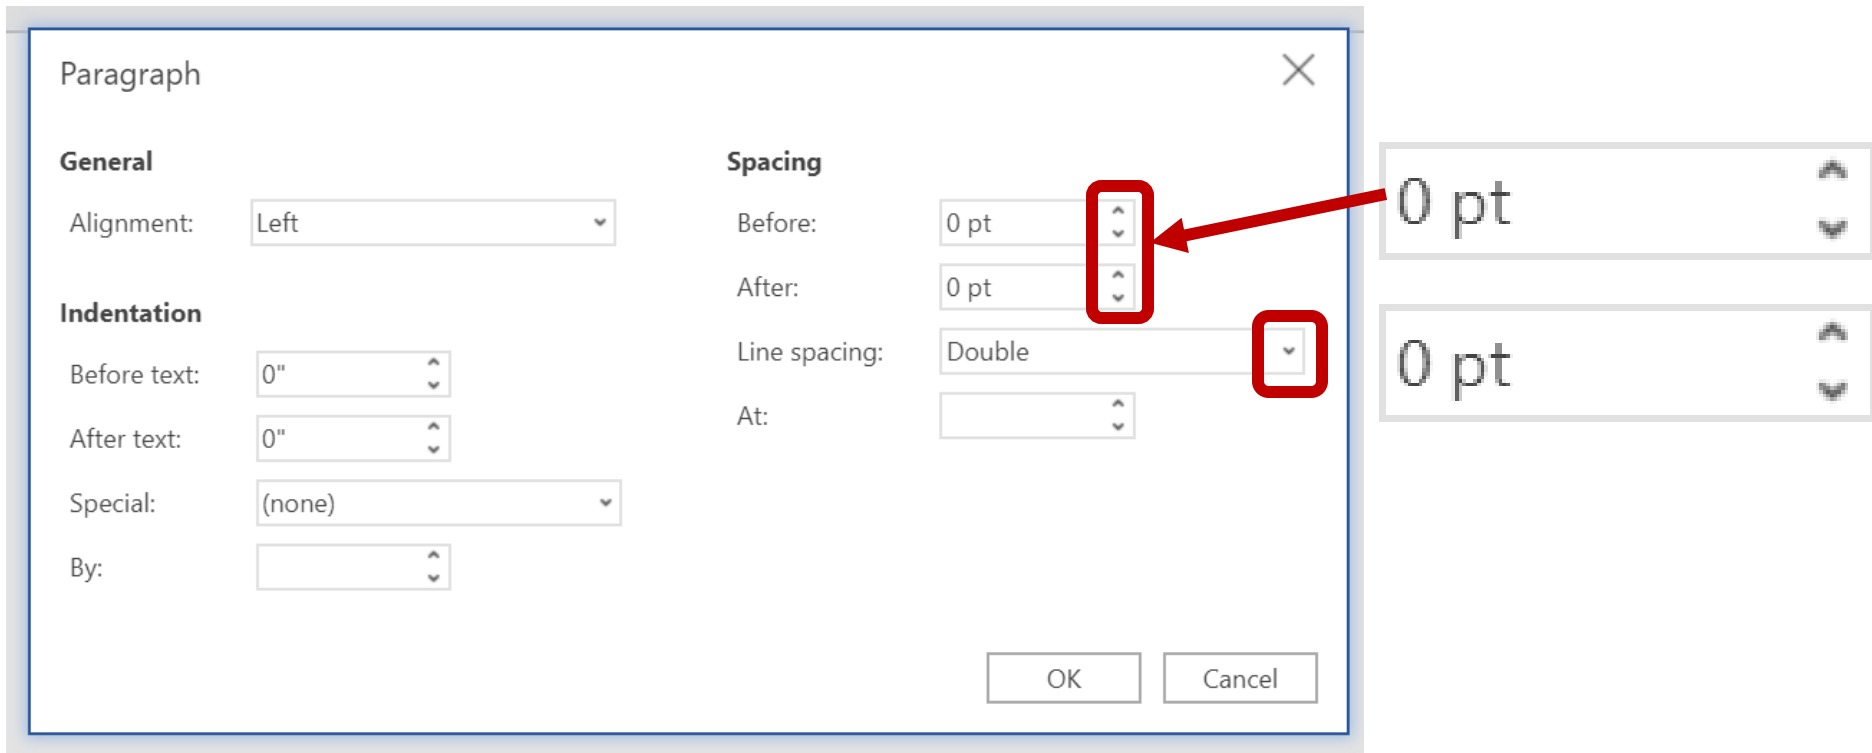 Paragraph
General
Alignment: Left
Indentation
Before text: 0"
After text: 0"
Special: (none)
By:
Spacing
Before: 0 pt
After: 0 pt
Line spacing: Double
At:
OK Cancel
0 pt
0 pt